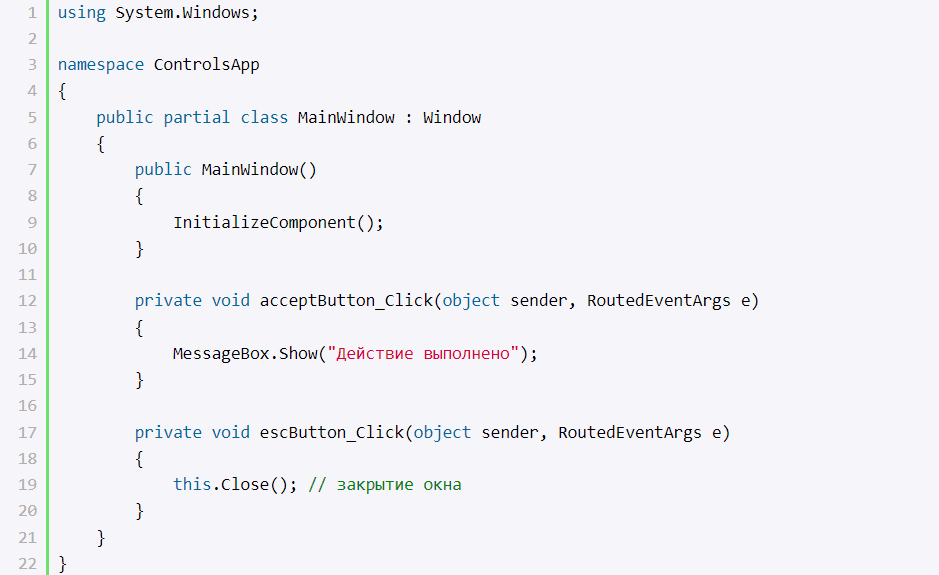 1 using System.Windows;
2
3 namespace ControlsApp
4 {
5     public partial class MainWindow : Window
6     {
7         public MainWindow()
8         {
9             InitializeComponent();
10         }
11
12         private void acceptButton_Click(object sender, RoutedEventArgs e)
13         {
14             MessageBox.Show("Действие выполнено");
15         }
16
17         private void escButton_Click(object sender, RoutedEventArgs e)
18         {
19             this.Close(); // закрытие окна
20         }
21     }
22 }